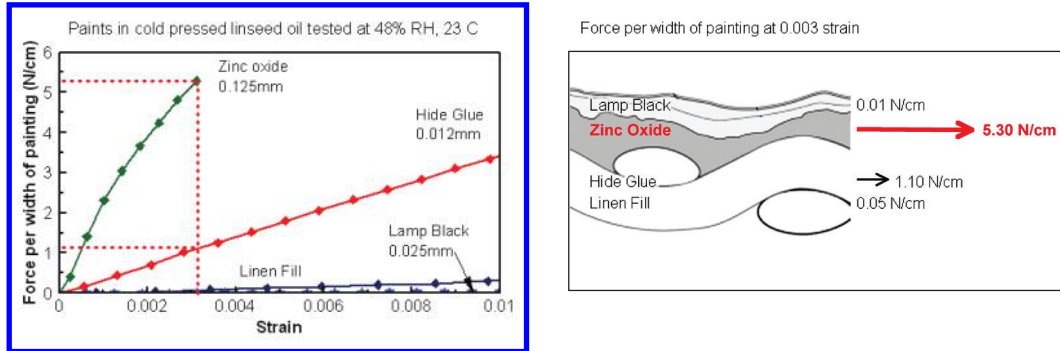 Paints in cold pressed linseed oil tested at 48% RH, 23 C
Force per width of painting (N/cm)
6
5
4
3
2
1
0
Zinc oxide
0.125mm
Hide Glue
0.012mm
Lamp Black
0.025mm
Linen Fill
0
0.002
0.004
0.006
0.008
0.01
Strain
Force per width of painting at 0.003 strain
Lamp Black
0.01 N/cm
Zinc Oxide
5.30 N/cm
Hide Glue
1.10 N/cm
Linen Fill
0.05 N/cm